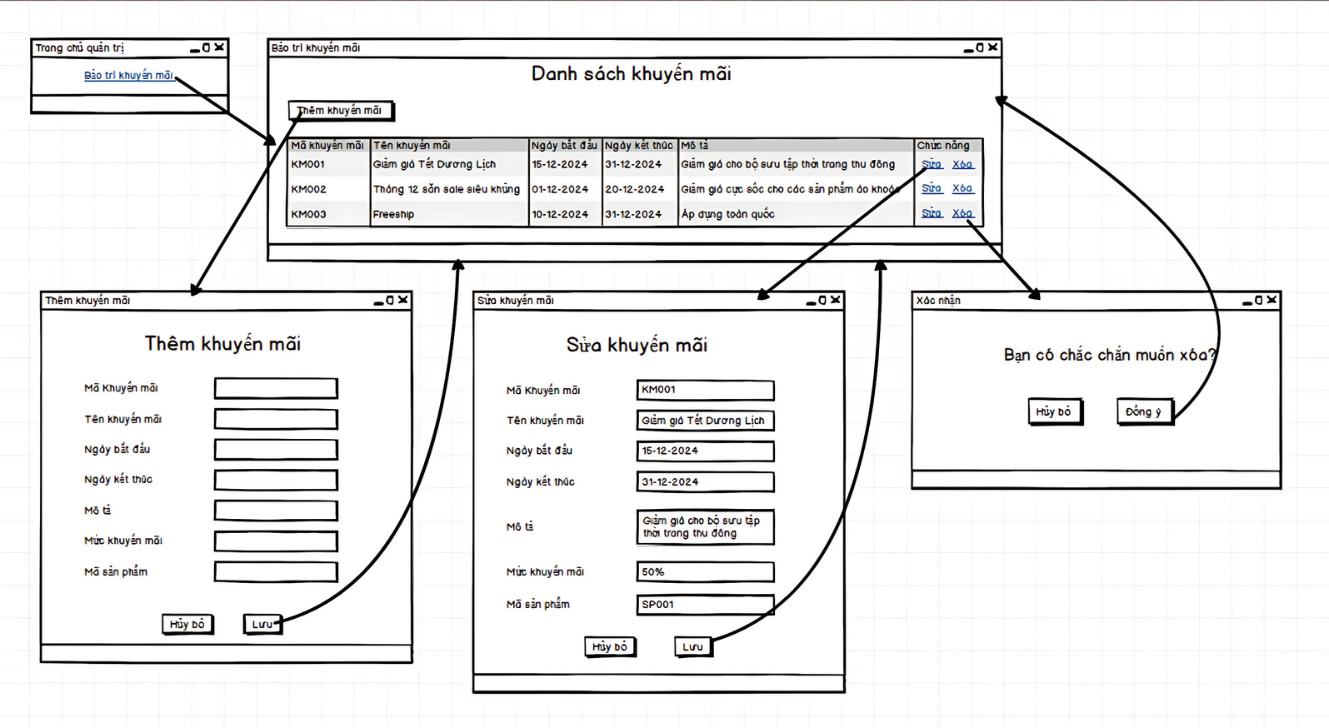 Trang chủ quản trị
Bảo trì khuyến mãi
Bảo trì khuyến mãi
Danh sách khuyến mãi
Thêm khuyến mãi
Mã khuyến mãi Tên khuyến mãi Ngày bắt đầu Ngày kết thúc Mô tả Chức năng
KM001 Giảm giá Tết Dương Lịch 15-12-2024 31-12-2024 Giảm giá cho bộ sưu tập thời trang thu đông Sửa Xóa
KM002 Tháng 12 săn sale siêu khủng 01-12-2024 20-12-2024 Giảm giá cực sốc cho các sản phẩm áo khoác Sửa Xóa
KM003 Freeship 10-12-2024 31-12-2024 Áp dụng toàn quốc Sửa Xóa
Thêm khuyến mãi
Thêm khuyến mãi
Mã Khuyến mãi
Tên khuyến mãi
Ngày bắt đầu
Ngày kết thúc
Mô tả
Mức khuyến mãi
Mã sản phẩm
Hủy bỏ Lưu
Sửa khuyến mãi
Sửa khuyến mãi
Mã Khuyến mãi KM001
Tên khuyến mãi Giảm giá Tết Dương Lịch
Ngày bắt đầu 15-12-2024
Ngày kết thúc 31-12-2024
Mô tả Giảm giá cho bộ sưu tập
thời trang thu đông
Mức khuyến mãi 50%
Mã sản phẩm SP001
Hủy bỏ Lưu
Xác nhận
Bạn có chắc chắn muốn xóa?
Hủy bỏ Đồng ý